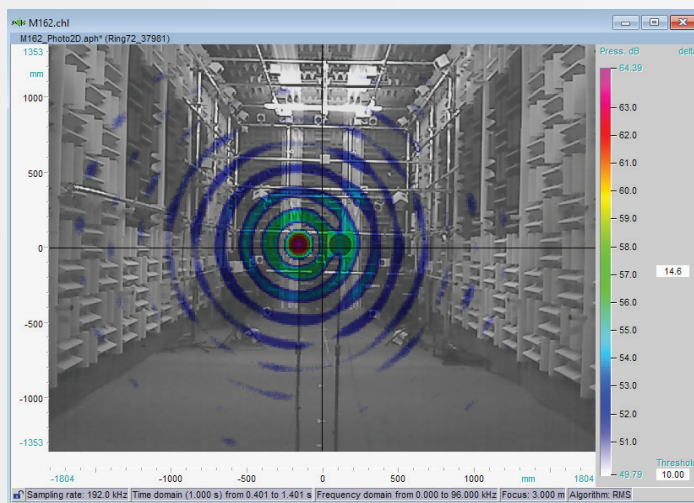 M162.chl
M162_Photo2D.aph* (Ring72_37981)
1353
mm
1000
500
0
-500
-1000
-1353
-1804
-1000
-500
0
500
mm
1804
Press. dB
delta
64.39
63.0
62.0
61.0
60.0
59.0
58.0
57.0
56.0
55.0
54.0
53.0
52.0
51.0
49.79
14.6
Threshold
10.00
Sampling rate: 192.0 kHz
Time domain (1.000 s) from 0.401 to 1.401 s
Frequency domain from 0.000 to 96.000 kHz
Focus: 3.000 m
Algorithm: RMS